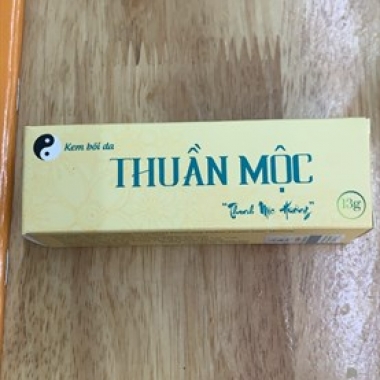 Kem bôi da
THUẦN MỘC
"Thanh Mộc Hương"
13g